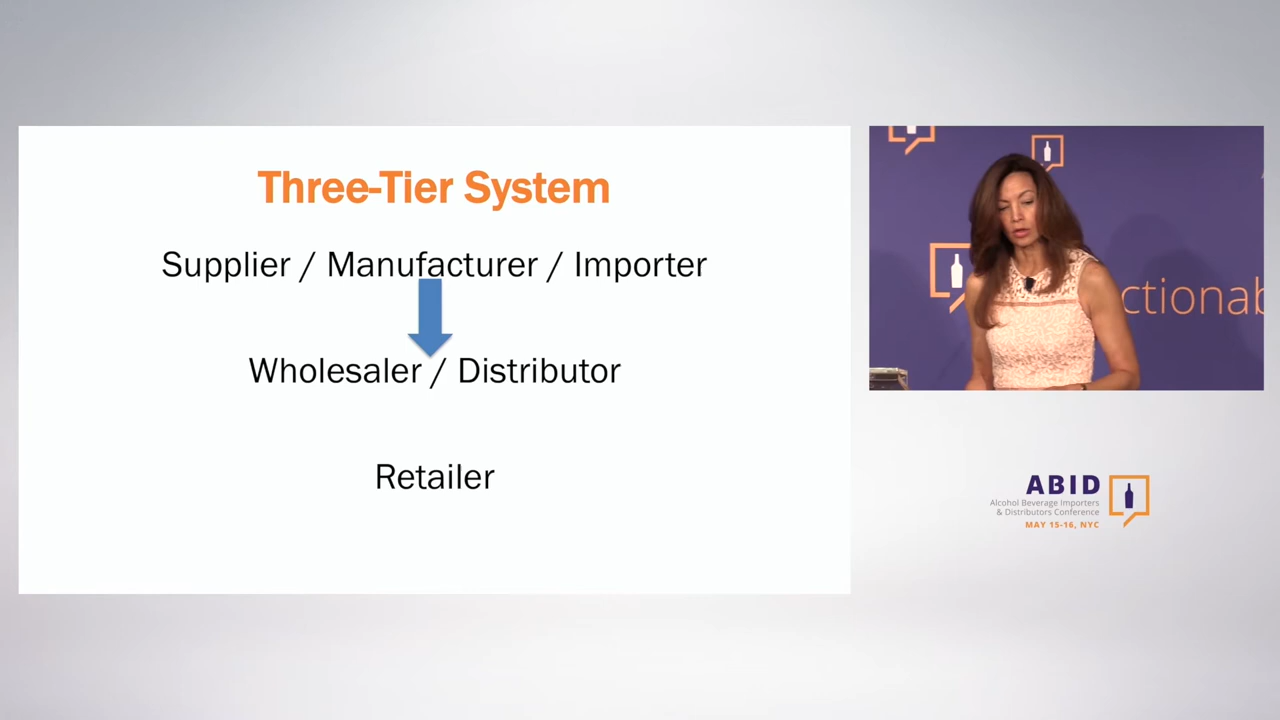 Three-Tier System
Supplier / Manufacturer / Importer
Wholesaler / Distributor
Retailer
ctionab
ABID
Alcohol Beverage Importers
& Distributors Conference
MAY 15-16, NYC